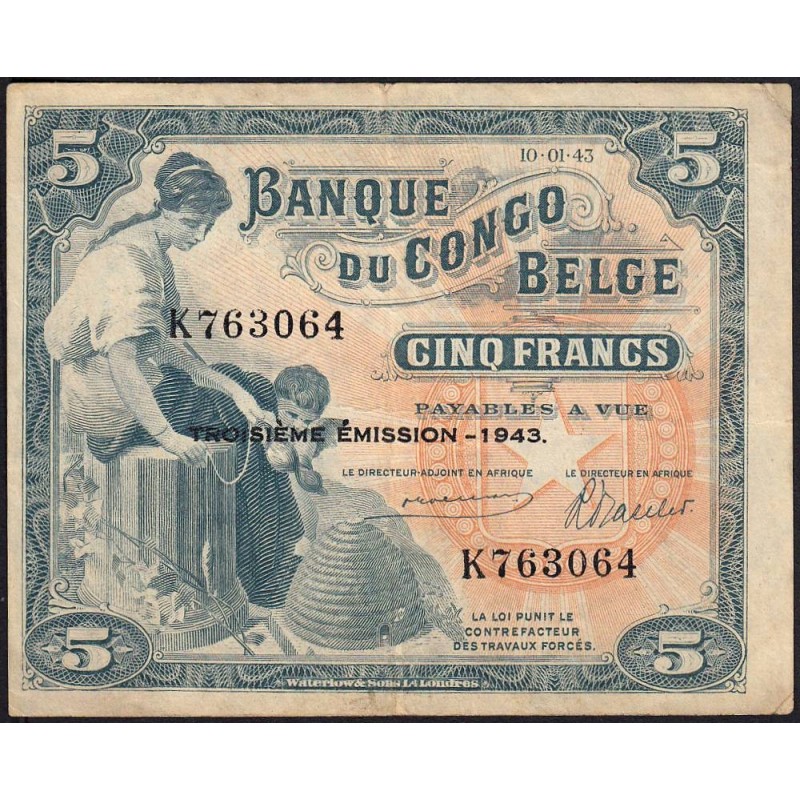 5
5
10·01·43
BANQUE
DU CONGO
BELGE
K763064
CINQ FRANCS
PAYABLES A VUE
TROISIÈME ÉMISSION - 1943.
LE DIRECTEUR-ADJOINT EN AFRIQUE
LE DIRECTEUR EN AFRIQUE
K763064
LA LOI PUNIT LE
CONTREFACTEUR
DES TRAVAUX FORCÉS.
5
5
Waterlow & Sons Ld Londres